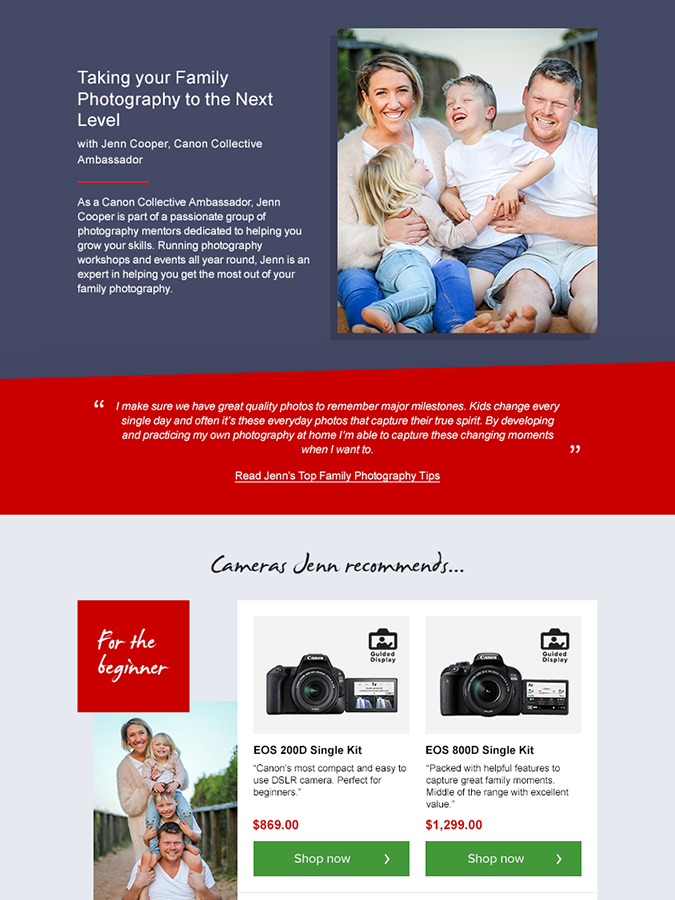 Taking your Family
Photography to the Next
Level
with Jenn Cooper, Canon Collective
Ambassador
As a Canon Collective Ambassador, Jenn
Cooper is part of a passionate group of
photography mentors dedicated to helping you
grow your skills. Running photography
workshops and events all year round, Jenn is an
expert in helping you get the most out of your
family photography.
“ I make sure we have great quality photos to remember major milestones. Kids change every
single day and often it’s these everyday photos that capture their true spirit. By developing
and practicing my own photography at home I’m able to capture these changing moments
when I want to. ”
Read Jenn’s Top Family Photography Tips
Cameras Jenn recommends...
For the
beginner
Guided
Display
Canon
Tv
EOS 200D Single Kit
“Canon’s most compact and easy to
use DSLR camera. Perfect for
beginners.”
$869.00
Shop now
Guided
Display
Canon
Av
EOS 800D Single Kit
“Packed with helpful features to
capture great family moments.
Middle of the range with excellent
value.”
$1,299.00
Shop now